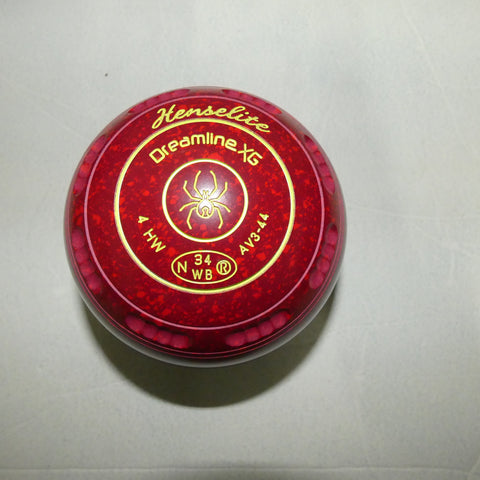 Henselite
Dreamline XG
4 HW
AV3-44
34
N WB ®